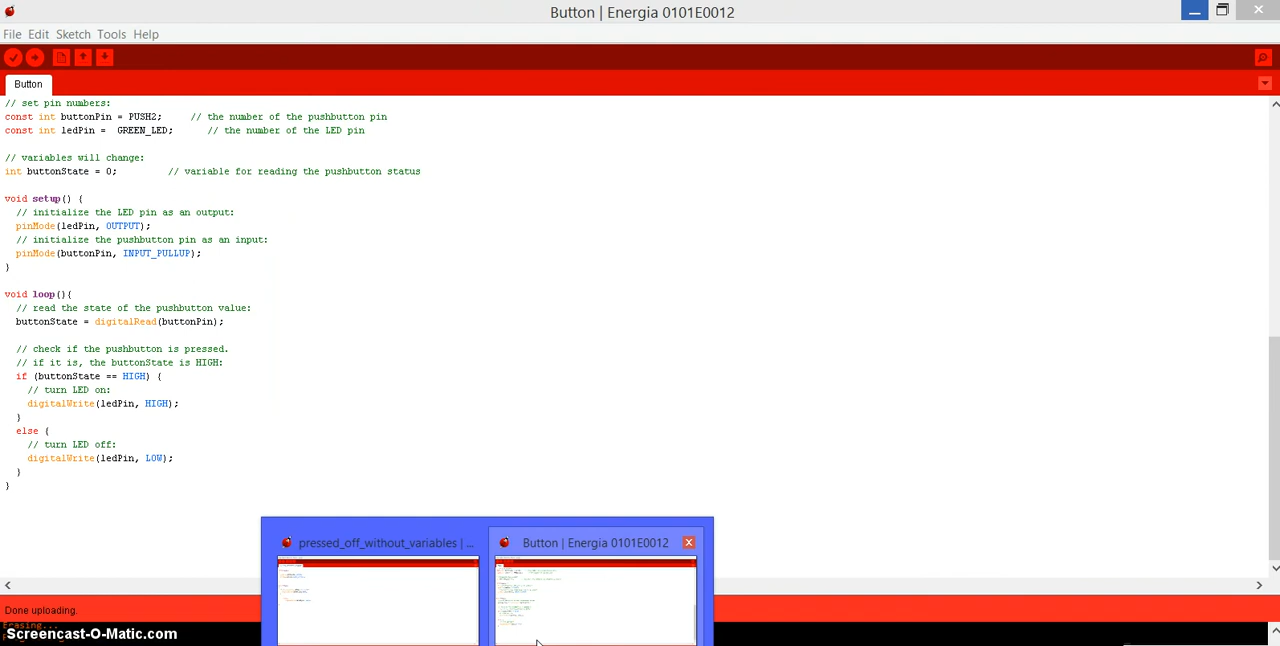 Button | Energia 0101E0012
File Edit Sketch Tools Help
Button
// set pin numbers:
const int buttonPin = PUSH2;     // the number of the pushbutton pin
const int ledPin =  GREEN_LED;      // the number of the LED pin
// variables will change:
int buttonState = 0;         // variable for reading the pushbutton status
void setup() {
// initialize the LED pin as an output:
pinMode(ledPin, OUTPUT);
// initialize the pushbutton pin as an input:
pinMode(buttonPin, INPUT_PULLUP);
}
void loop(){
// read the state of the pushbutton value:
buttonState = digitalRead(buttonPin);
// check if the pushbutton is pressed.
// if it is, the buttonState is HIGH:
if (buttonState == HIGH) {
// turn LED on:
digitalWrite(ledPin, HIGH);
}
else {
// turn LED off:
digitalWrite(ledPin, LOW);
}
}
pressed_off_without_variables | ...
Button | Energia 0101E0012
Done uploading.
Erasing...
Screencast-O-Matic.com